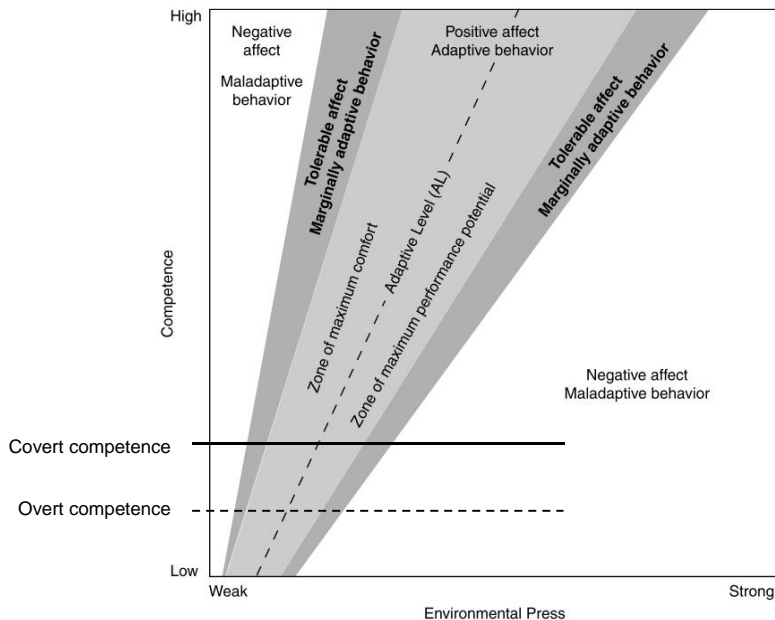 High
Negative
affect
Maladaptive
behavior
Tolerable affect
Marginally adaptive behavior
Positive affect
Adaptive behavior
Tolerable affect
Marginally adaptive behavior
Zone of maximum comfort
Adaptive Level (AL)
Zone of maximum performance potential
Competence
Negative affect
Maladaptive behavior
Covert competence
Overt competence
Low
Weak
Strong
Environmental Press